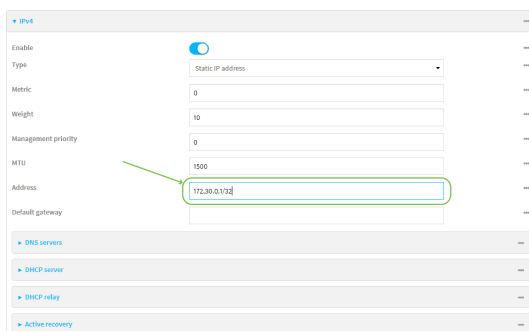 IPv4
Enable
Type Static IP address
Metric 0
Weight 10
Management priority 0
MTU 1500
Address 172.30.0.1/32
Default gateway
DNS servers
DHCP server
DHCP relay
Active recovery